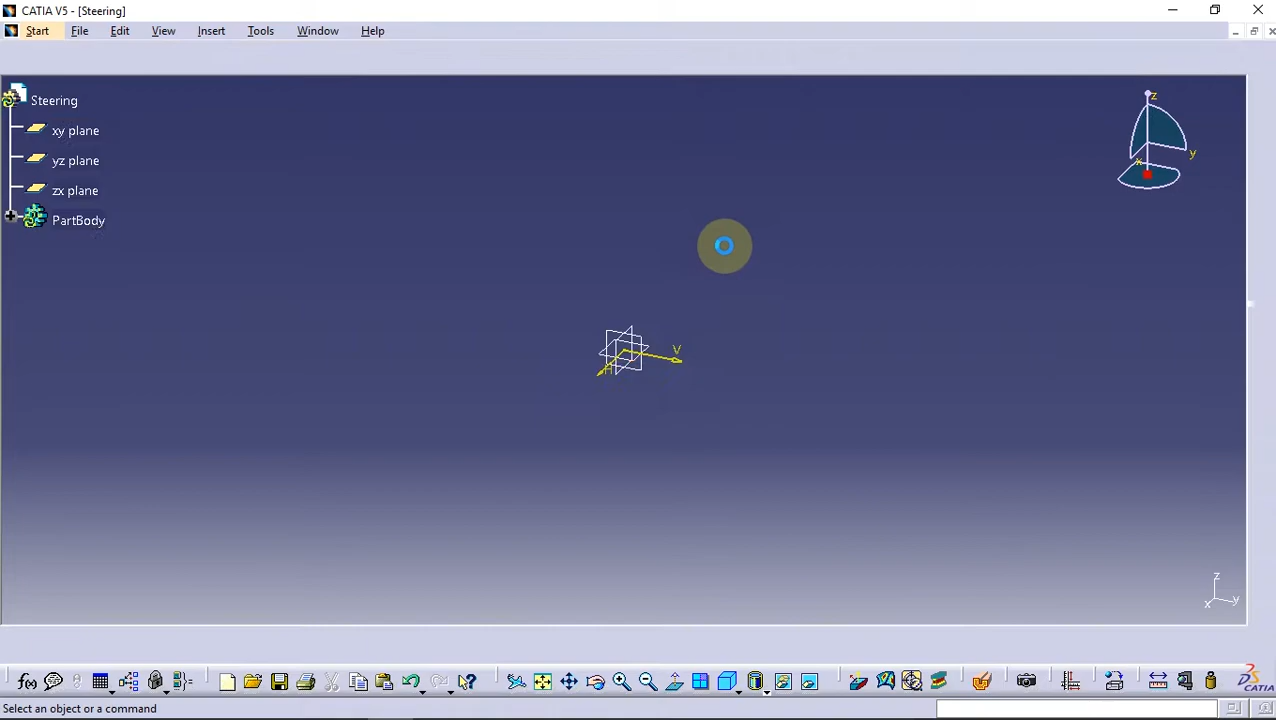 CATIA V5 - [Steering]
Start File Edit View Insert Tools Window Help
Steering
xy plane
yz plane
zx plane
PartBody
z
y
x
V
H
z
x y
f(x)
CATIA
Select an object or a command